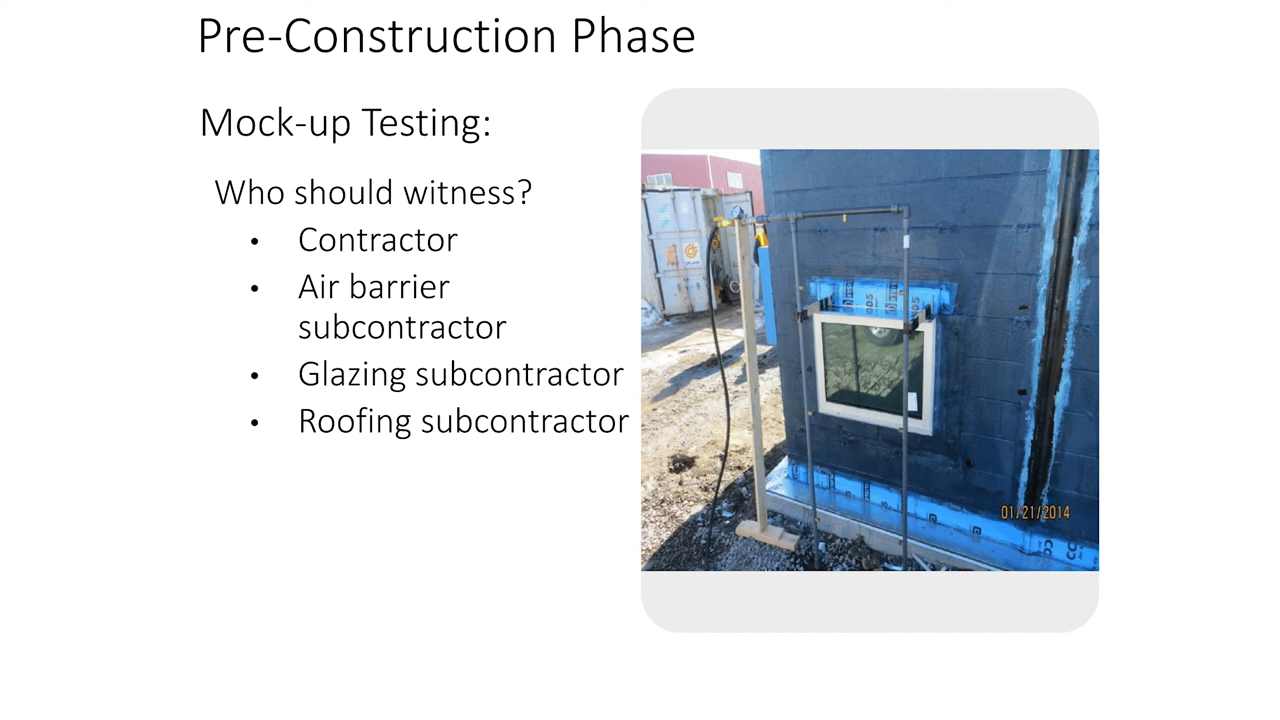 Pre-Construction Phase
Mock-up Testing:
Who should witness?
• Contractor
• Air barrier
subcontractor
• Glazing subcontractor
• Roofing subcontractor
01/21/2014